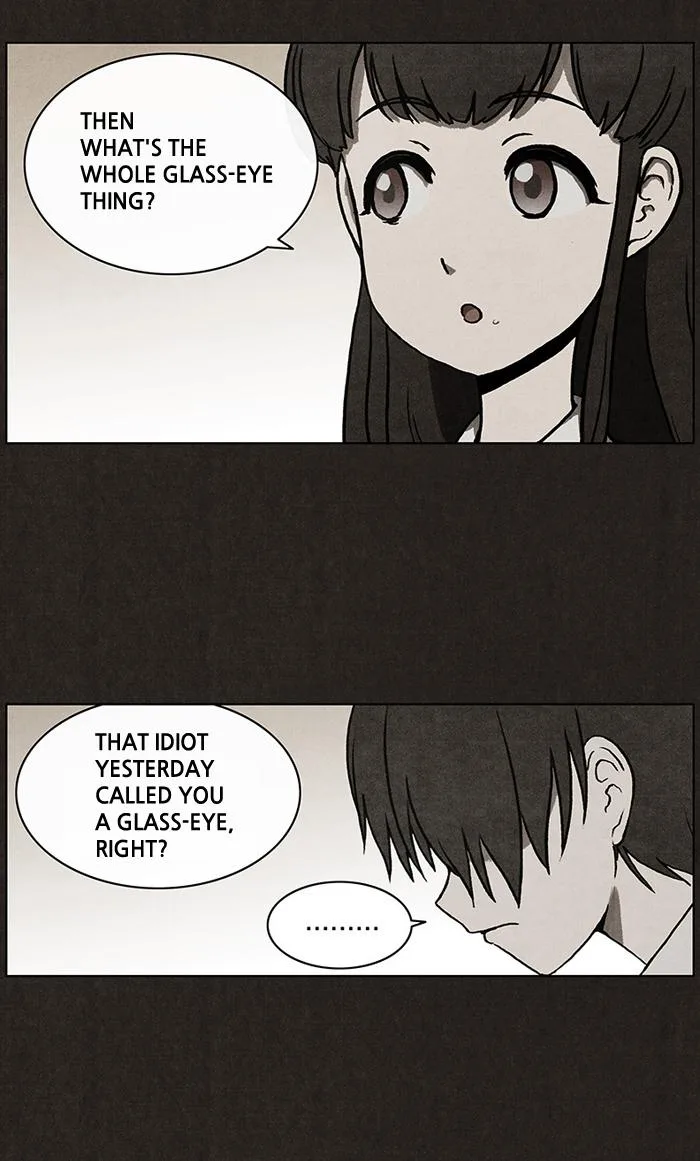 THEN
WHAT'S THE
WHOLE GLASS-EYE
THING?
THAT IDIOT
YESTERDAY
CALLED YOU
A GLASS-EYE,
RIGHT?
.........